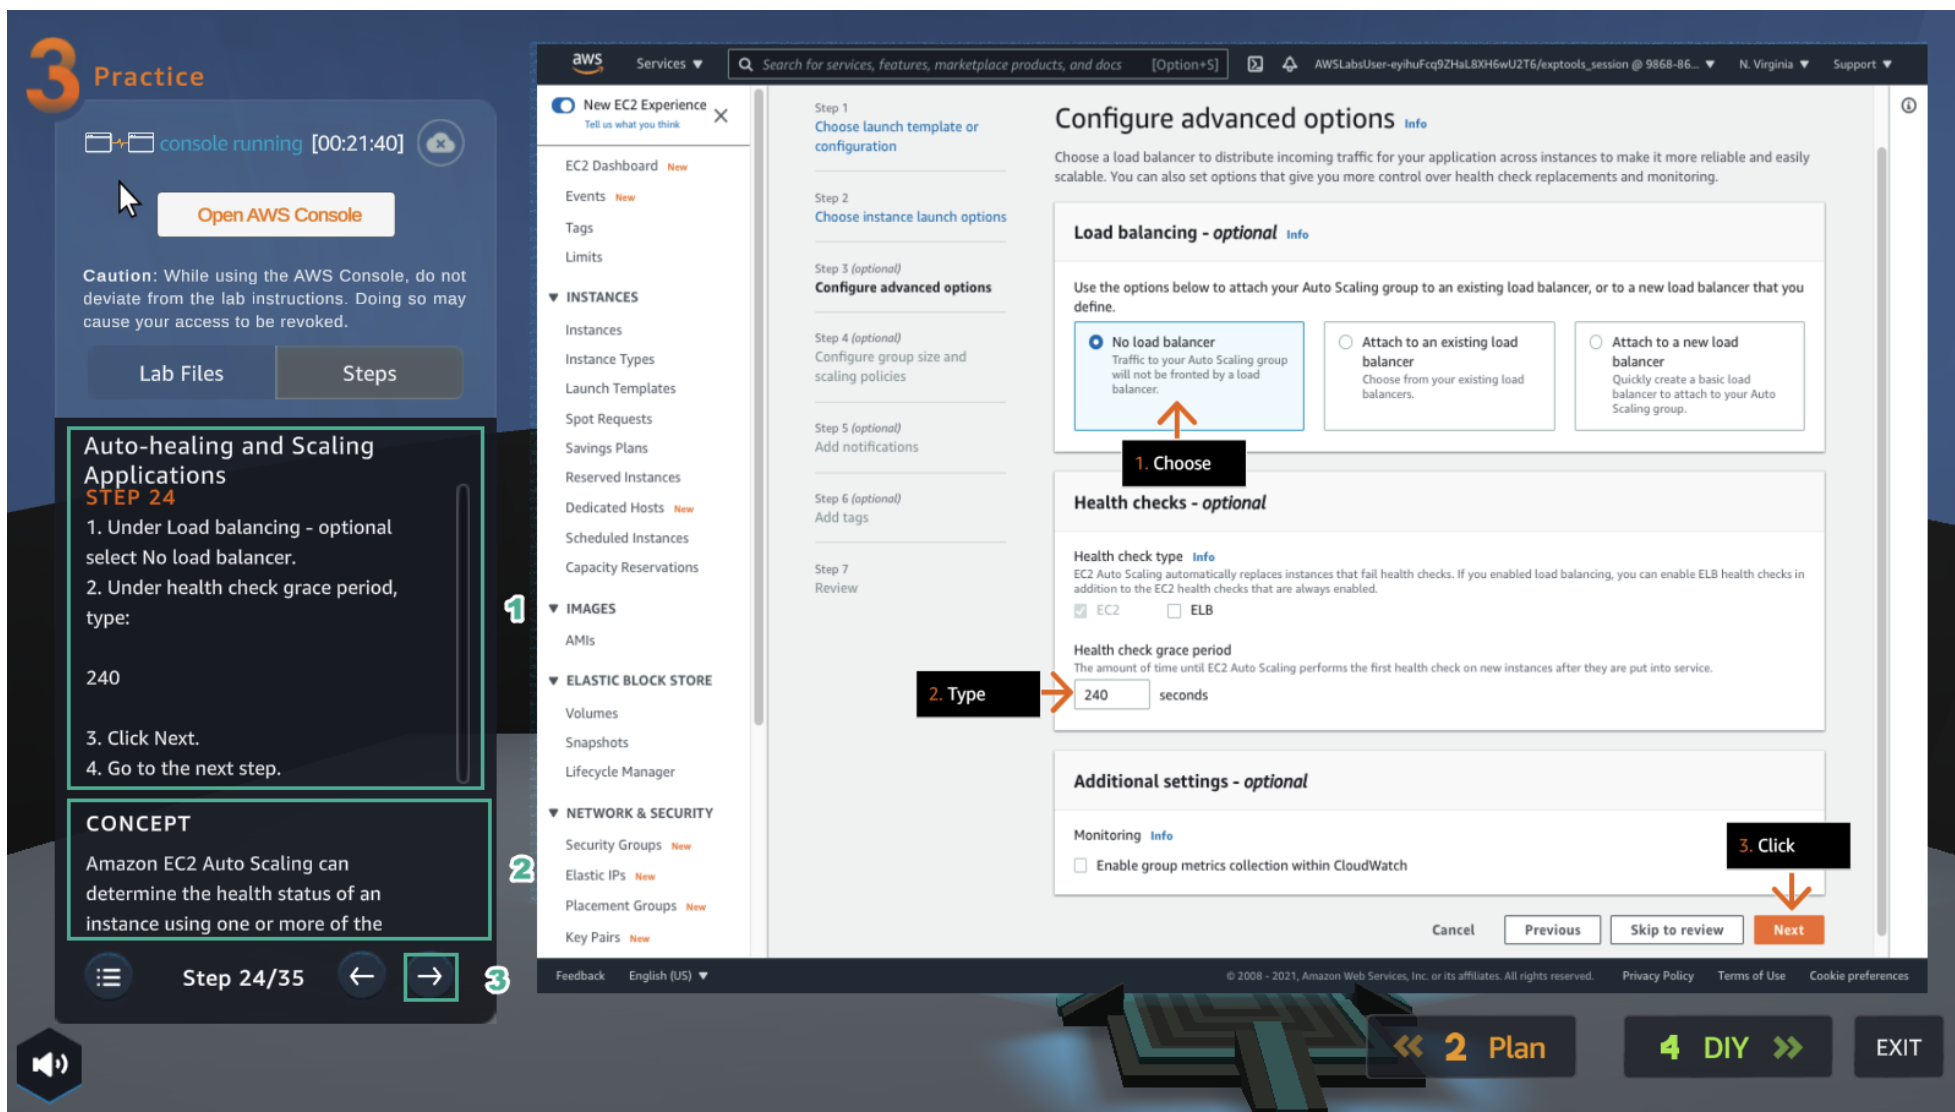 3 Practice
console running [00:21:40]
Open AWS Console
Caution: While using the AWS Console, do not
deviate from the lab instructions. Doing so may
cause your access to be revoked.
Lab Files
Steps
Auto-healing and Scaling
Applications
STEP 24
1. Under Load balancing - optional
select No load balancer.
2. Under health check grace period,
type:
240
3. Click Next.
4. Go to the next step.
1
CONCEPT
Amazon EC2 Auto Scaling can
determine the health status of an
instance using one or more of the
2
Step 24/35
3
aws
Services
Search for services, features, marketplace products, and docs
[Option+S]
AWSLabsUser-eyihuFcq9ZHaL8XH6wU2T6/exptools_session @ 9868-86...
N. Virginia
Support
New EC2 Experience
Tell us what you think
EC2 Dashboard New
Events New
Tags
Limits
INSTANCES
Instances
Instance Types
Launch Templates
Spot Requests
Savings Plans
Reserved Instances
Dedicated Hosts New
Scheduled Instances
Capacity Reservations
IMAGES
AMIs
ELASTIC BLOCK STORE
Volumes
Snapshots
Lifecycle Manager
NETWORK & SECURITY
Security Groups New
Elastic IPs New
Placement Groups New
Key Pairs New
Step 1
Choose launch template or
configuration
Step 2
Choose instance launch options
Step 3 (optional)
Configure advanced options
Step 4 (optional)
Configure group size and
scaling policies
Step 5 (optional)
Add notifications
Step 6 (optional)
Add tags
Step 7
Review
Configure advanced options Info
Choose a load balancer to distribute incoming traffic for your application across instances to make it more reliable and easily
scalable. You can also set options that give you more control over health check replacements and monitoring.
Load balancing - optional Info
Use the options below to attach your Auto Scaling group to an existing load balancer, or to a new load balancer that you
define.
No load balancer
Traffic to your Auto Scaling group
will not be fronted by a load
balancer.
Attach to an existing load
balancer
Choose from your existing load
balancers.
Attach to a new load
balancer
Quickly create a basic load
balancer to attach to your Auto
Scaling group.
1. Choose
Health checks - optional
Health check type Info
EC2 Auto Scaling automatically replaces instances that fail health checks. If you enabled load balancing, you can enable ELB health checks in
addition to the EC2 health checks that are always enabled.
EC2
ELB
Health check grace period
The amount of time until EC2 Auto Scaling performs the first health check on new instances after they are put into service.
2. Type
240
seconds
Additional settings - optional
Monitoring Info
Enable group metrics collection within CloudWatch
3. Click
Cancel
Previous
Skip to review
Next
Feedback
English (US)
© 2008 - 2021, Amazon Web Services, Inc. or its affiliates. All rights reserved.
Privacy Policy
Terms of Use
Cookie preferences
2 Plan
4 DIY
EXIT